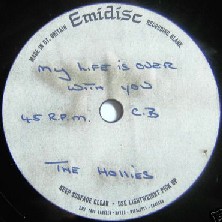 Emidisc
MADE IN GT. BRITAIN
RECORDING BLANK
My LIFE IS OVER
WITH YOU
45 R.P.M. CB
THE HOLLIES
KEEP SURFACE CLEAN - USE LIGHTWEIGHT PICK UP